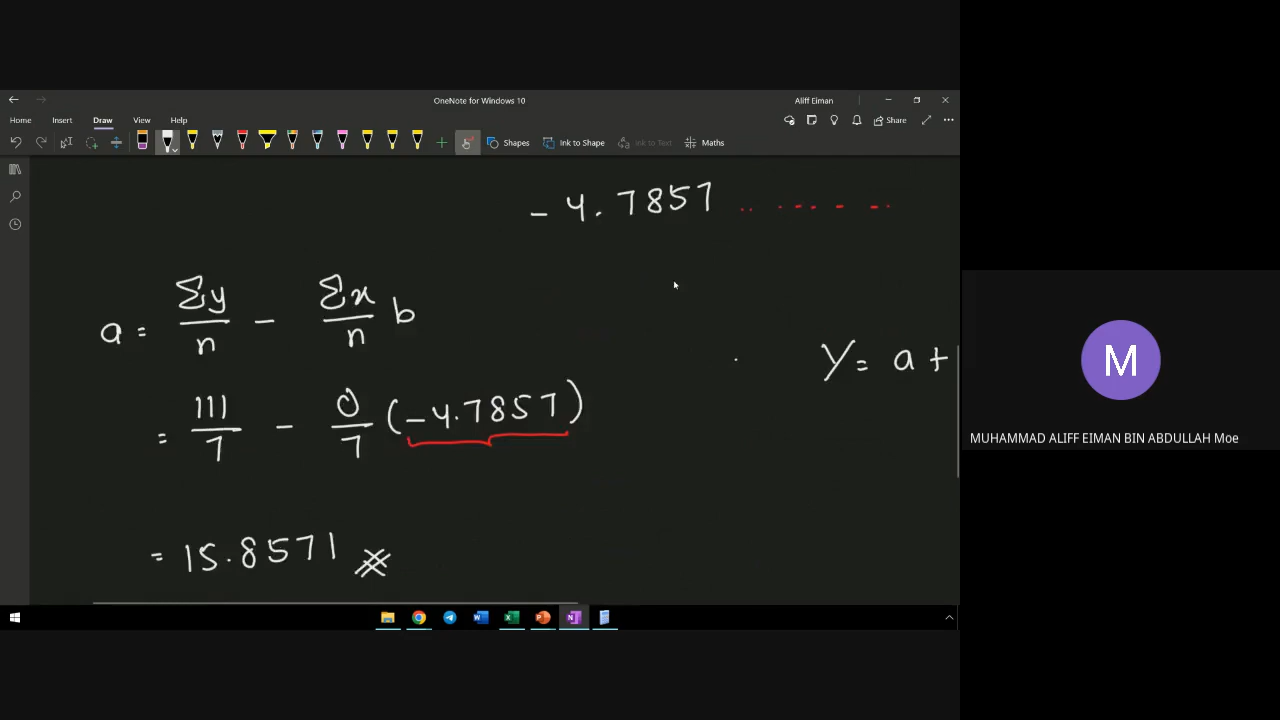 OneNote for Windows 10
Aliff Eiman
Home Insert Draw View Help
Share
Shapes Ink to Shape Ink to Text Maths
- 4.7857 .. . -- - - .
a = Σy/n - Σx/n b
Y = a +
= 111/7 - 0/7 (-4.7857)
= 15.8571
M
MUHAMMAD ALIFF EIMAN BIN ABDULLAH Moe